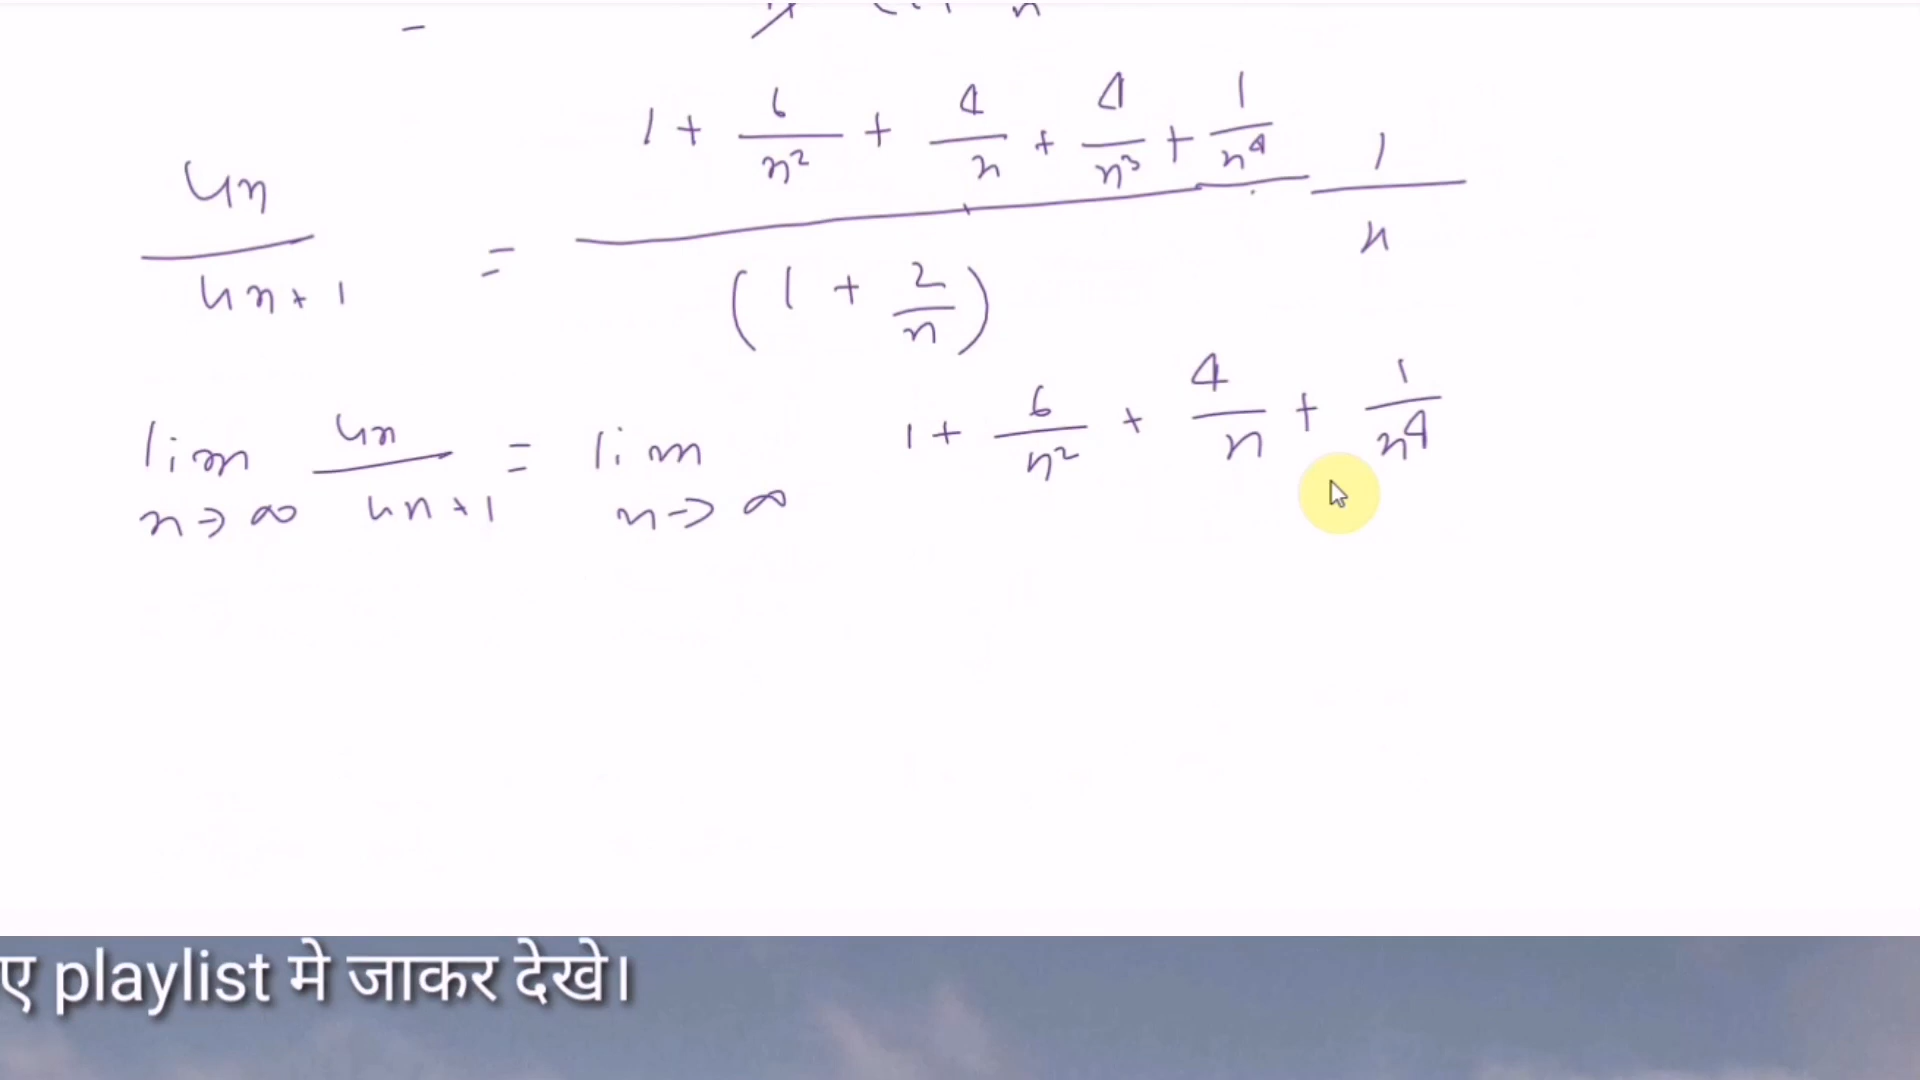 1 + 6/n² + 4/n + 4/n³ + 1/n⁴
un/un+1 = ――――― · 1/n
(1 + 2/n)
lim n→∞ un/un+1 = lim n→∞ 1 + 6/n² + 4/n + 1/n⁴
ए playlist मे जाकर देखे।